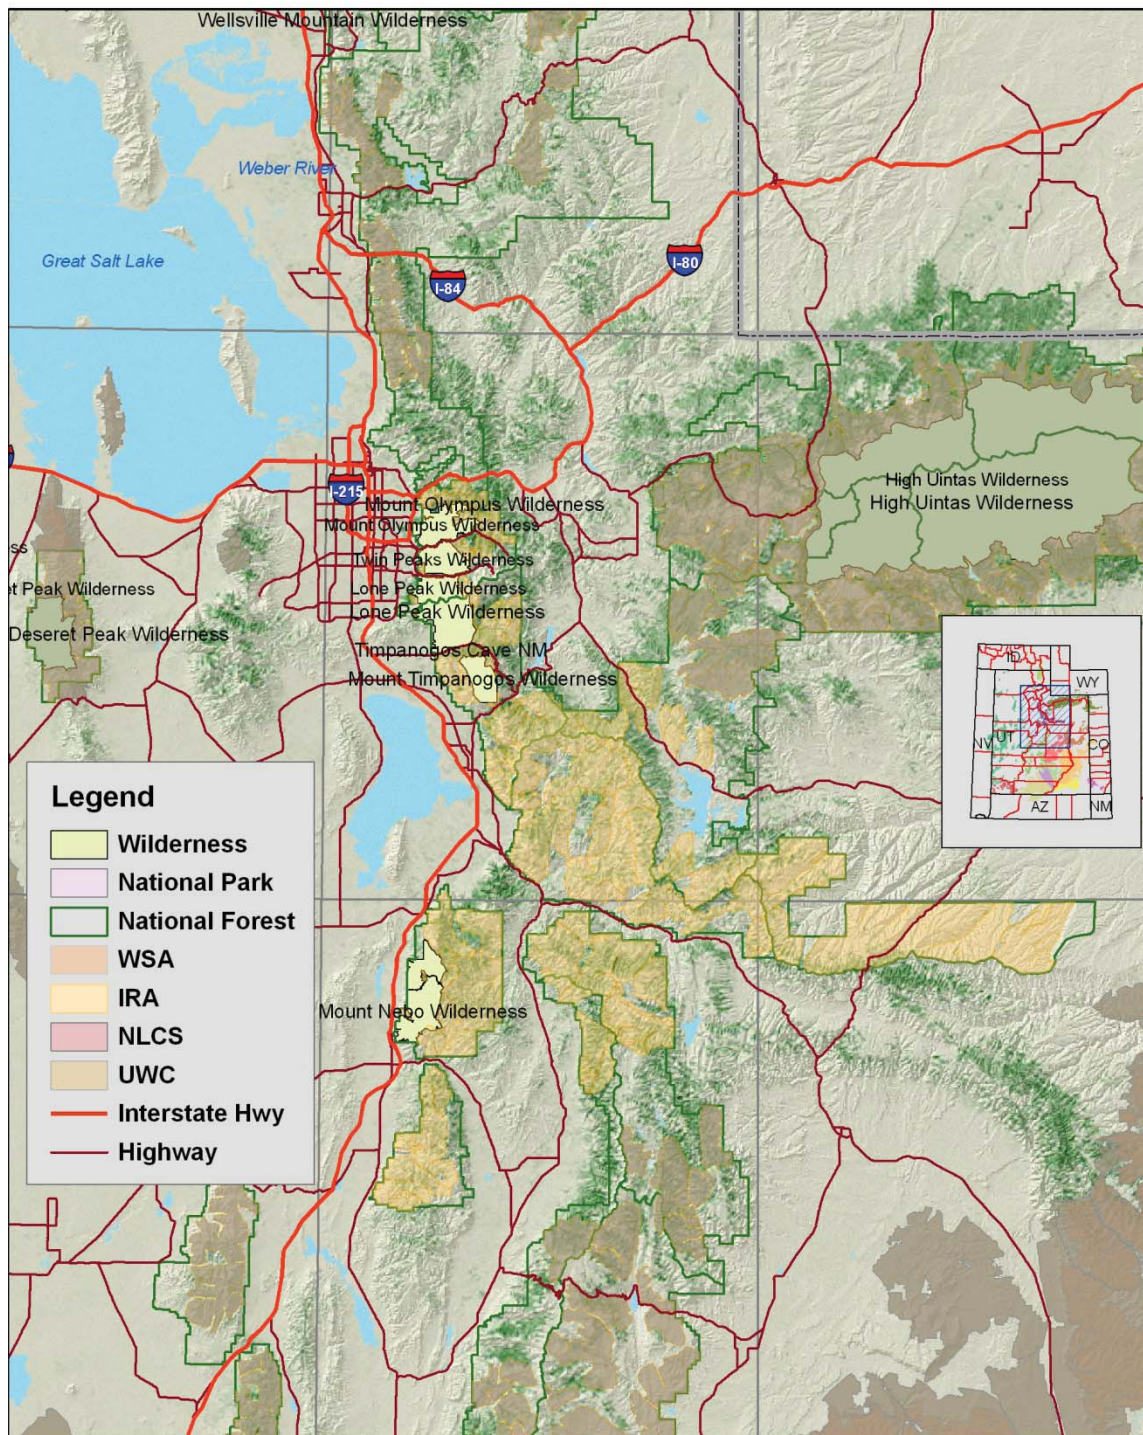 Wellsville Mountain Wilderness
Weber River
Great Salt Lake
I-80
I-84
I-215
High Uintas Wilderness
High Uintas Wilderness
Mount Olympus Wilderness
Mount Olympus Wilderness
ss
Twin Peaks Wilderness
et Peak Wilderness
Lone Peak Wilderness
Lone Peak Wilderness
Deseret Peak Wilderness
Timpanogos Cave NM
Mount Timpanogos Wilderness
ID
WY
NV
UT
CO
AZ
NM
Legend
Wilderness
National Park
National Forest
WSA
IRA
NLCS
UWC
Interstate Hwy
Highway
Mount Nebo Wilderness